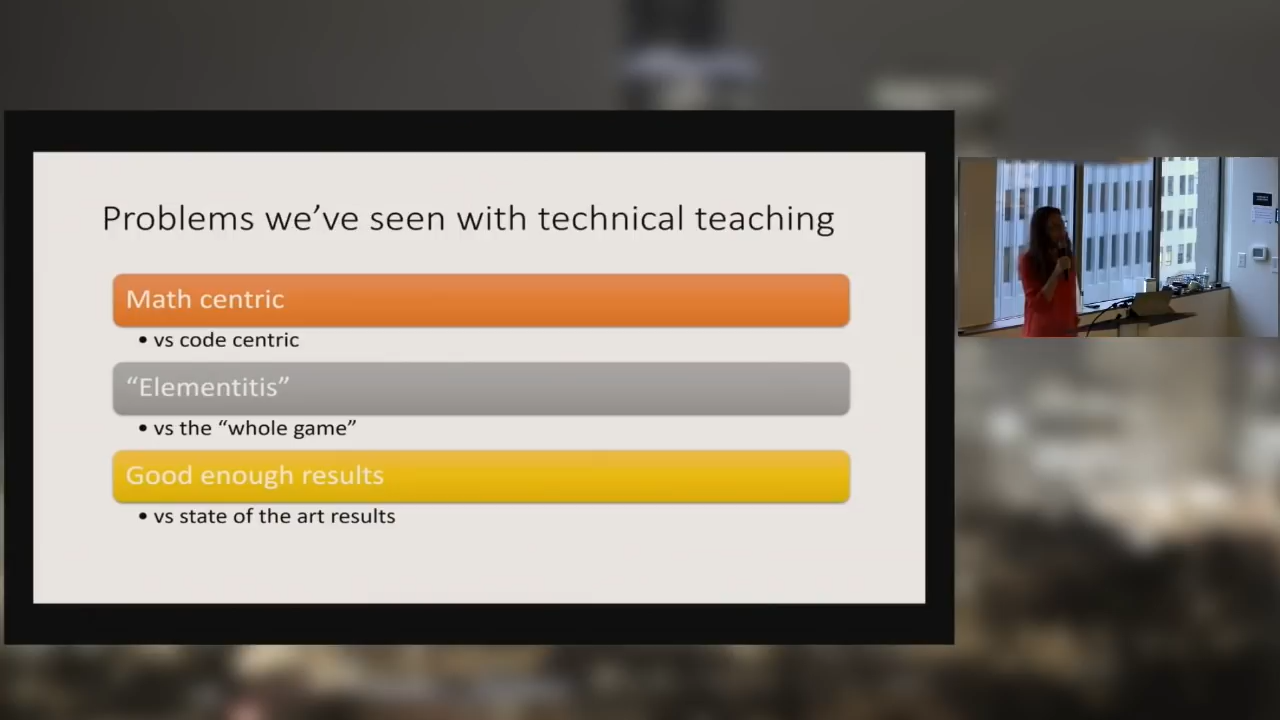 Problems we've seen with technical teaching
Math centric
• vs code centric
“Elementitis”
• vs the “whole game”
Good enough results
• vs state of the art results